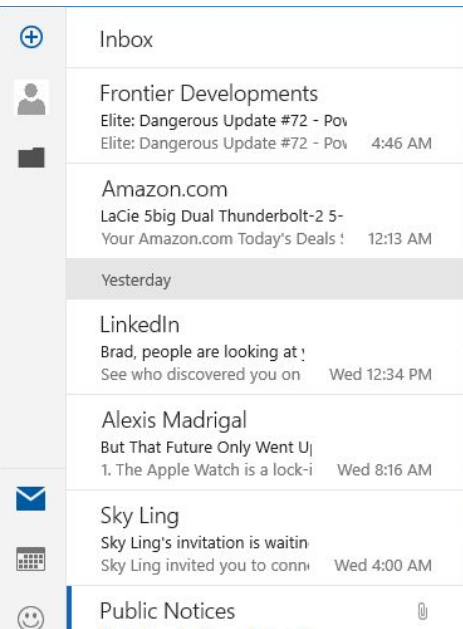 Inbox
Frontier Developments
Elite: Dangerous Update #72 -
Elite: Dangerous Update #72 - 4:46 AM
Amazon.com
LaCie 5big Dual Thunderbolt-2 5-
Your Amazon.com Today's Deals 12:13 AM
Yesterday
LinkedIn
Brad, people are looking at
See who discovered you on Wed 12:34 PM
Alexis Madrigal
But That Future Only Went
1. The Apple Watch is a lock-i Wed 8:16 AM
Sky Ling
Sky Ling's invitation is waitin
Sky Ling invited you to conn Wed 4:00 AM
Public Notices